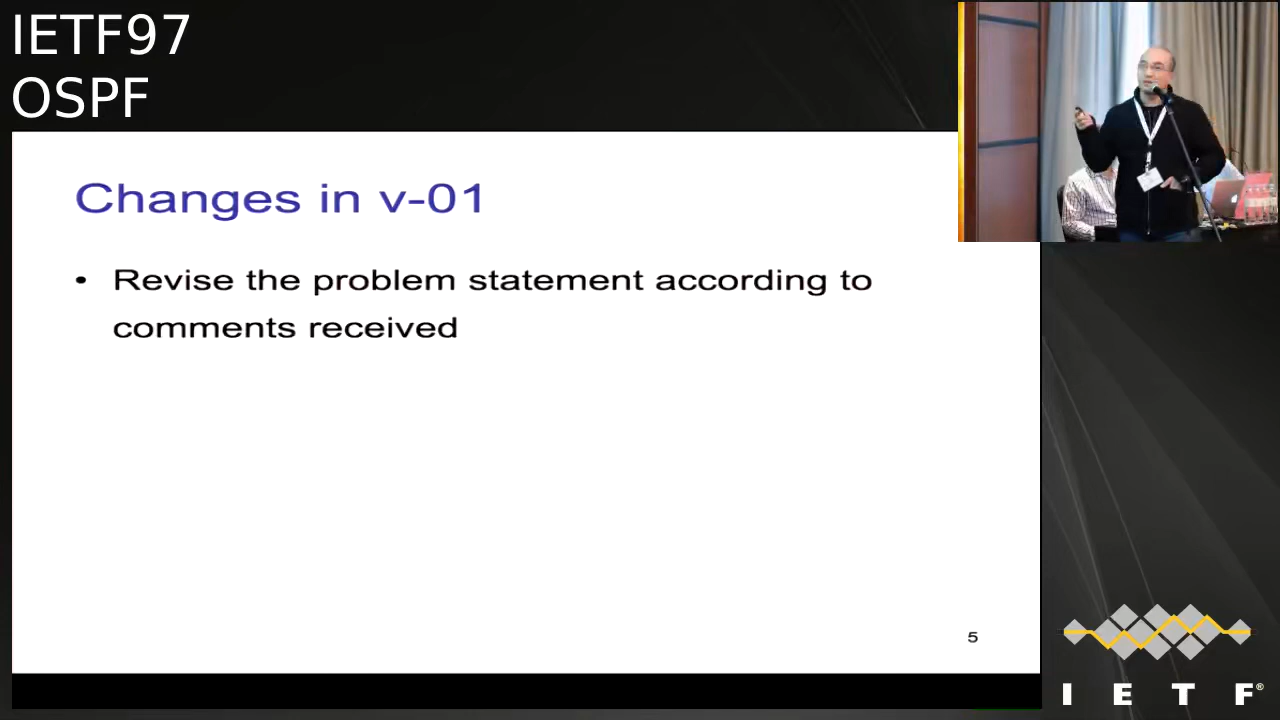 IETF97
OSPF
Changes in v-01
• Revise the problem statement according to
comments received
5
I E T F®